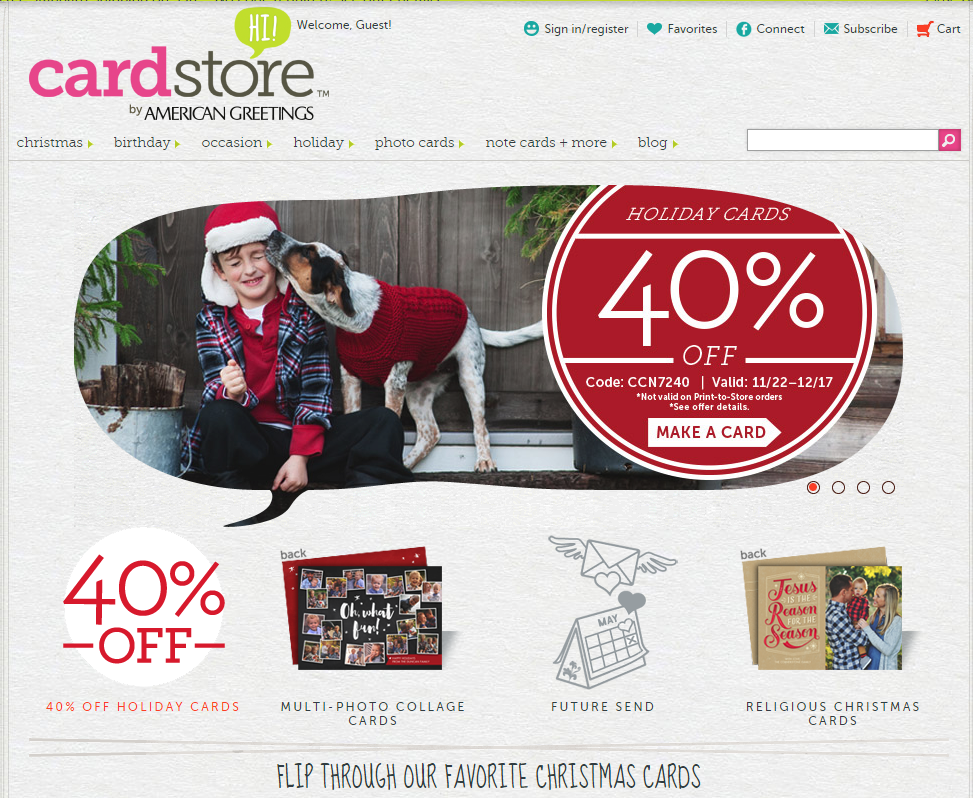 HI!
Welcome, Guest!
Sign in/register
Favorites
Connect
Subscribe
Cart
cardstore™
by AMERICAN GREETINGS
christmas
birthday
occasion
holiday
photo cards
note cards + more
blog
HOLIDAY CARDS
40%
OFF
Code: CCN7240 | Valid: 11/22–12/17
*Not valid on Print-to-Store orders
*See offer details.
MAKE A CARD
40%
OFF
40% OFF HOLIDAY CARDS
back
Oh, what
fun!
MULTI-PHOTO COLLAGE
CARDS
MAY
FUTURE SEND
back
Jesus
IS THE
Reason
FOR THE
Season
RELIGIOUS CHRISTMAS
CARDS
FLIP THROUGH OUR FAVORITE CHRISTMAS CARDS